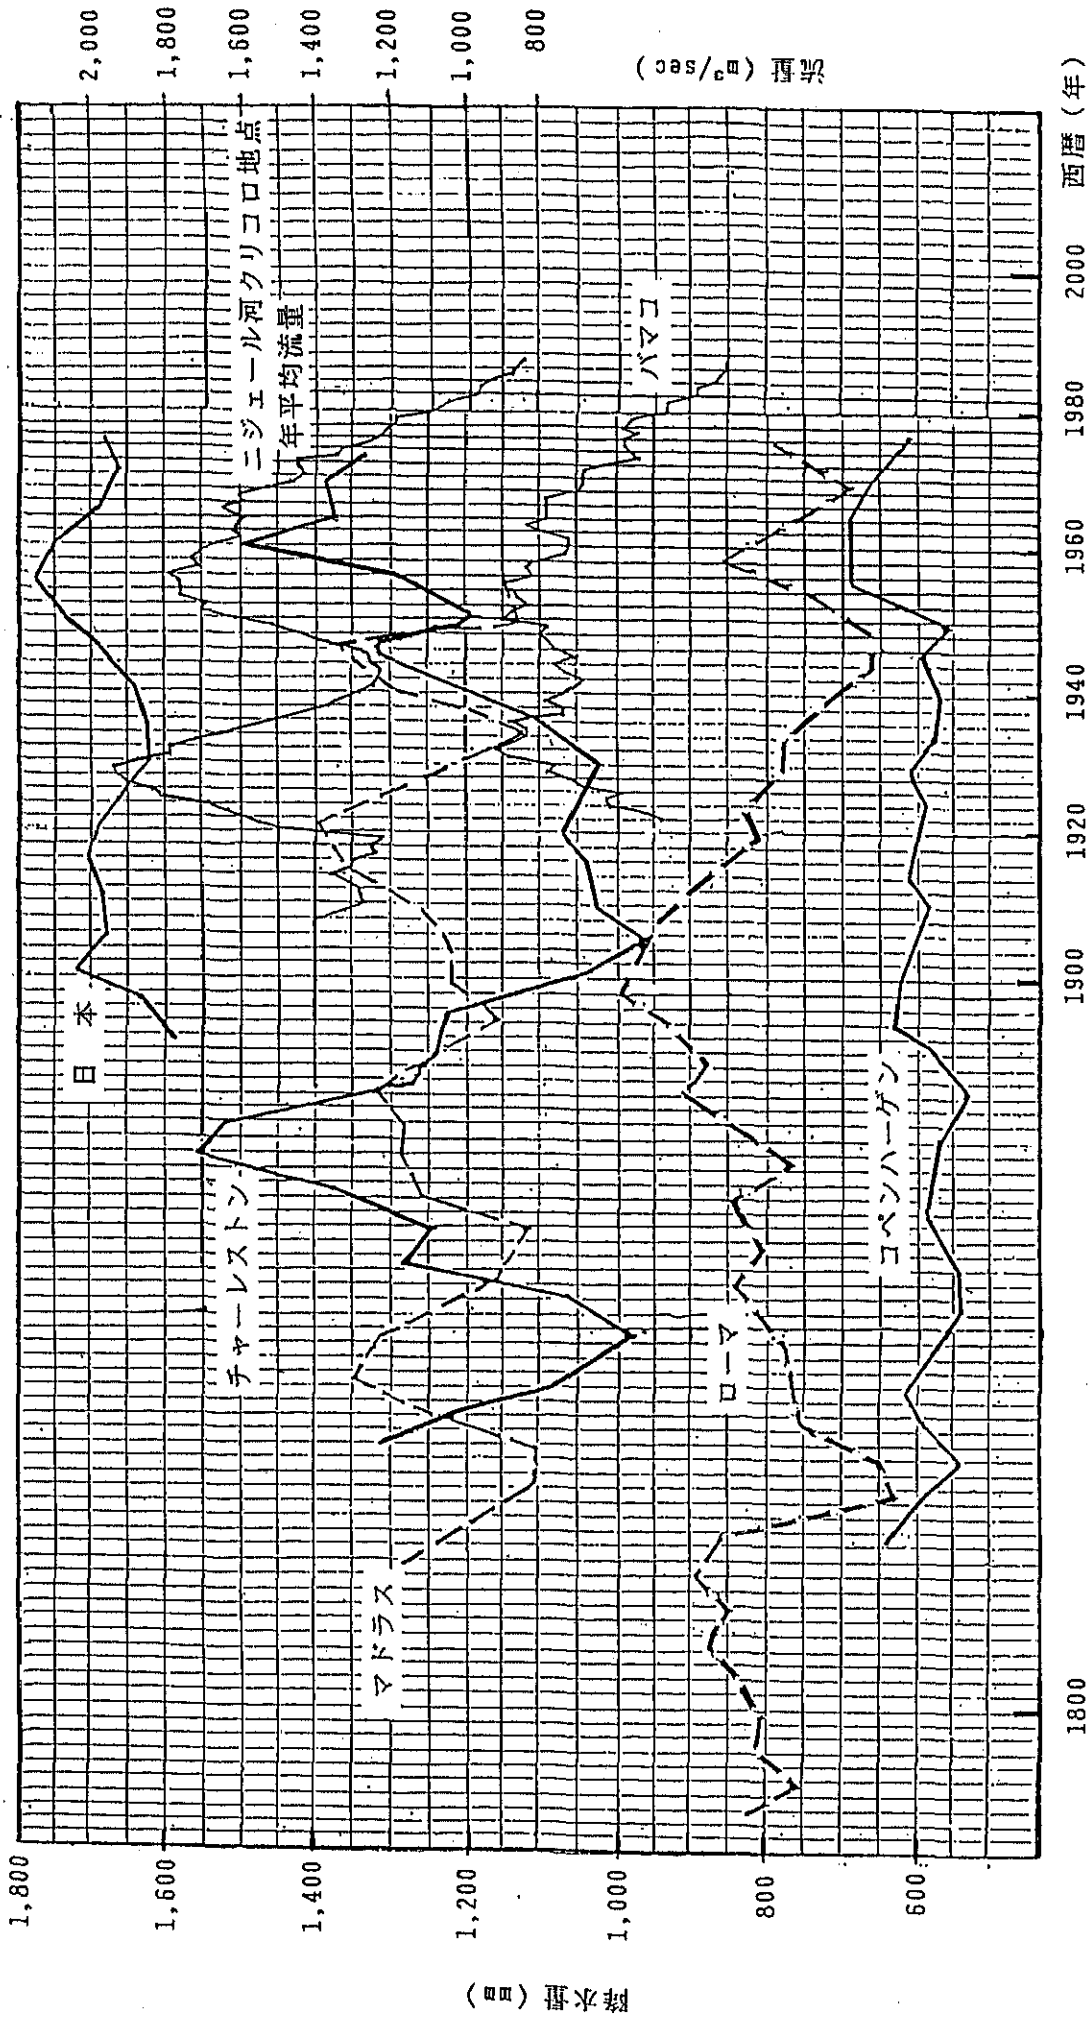 降水量 (mm)
1,800
1,600
1,400
1,200
1,000
800
600
流量 (m³/sec)
2,000
1,800
1,600
1,400
1,200
1,000
800
日本
ニジェール河クリコロ地点
年平均流量
チャーレストン
マドラス
バマコ
ローマ
コペンハーゲン
1800
1900
1920
1940
1960
1980
2000
西暦 (年)